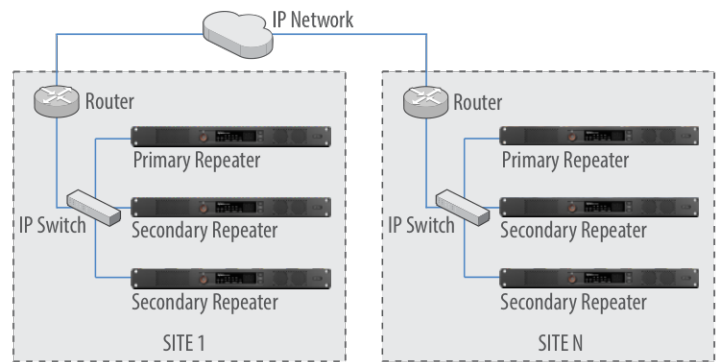 IP Network
Router
Primary Repeater
IP Switch
Secondary Repeater
Secondary Repeater
SITE 1
Router
Primary Repeater
IP Switch
Secondary Repeater
Secondary Repeater
SITE N